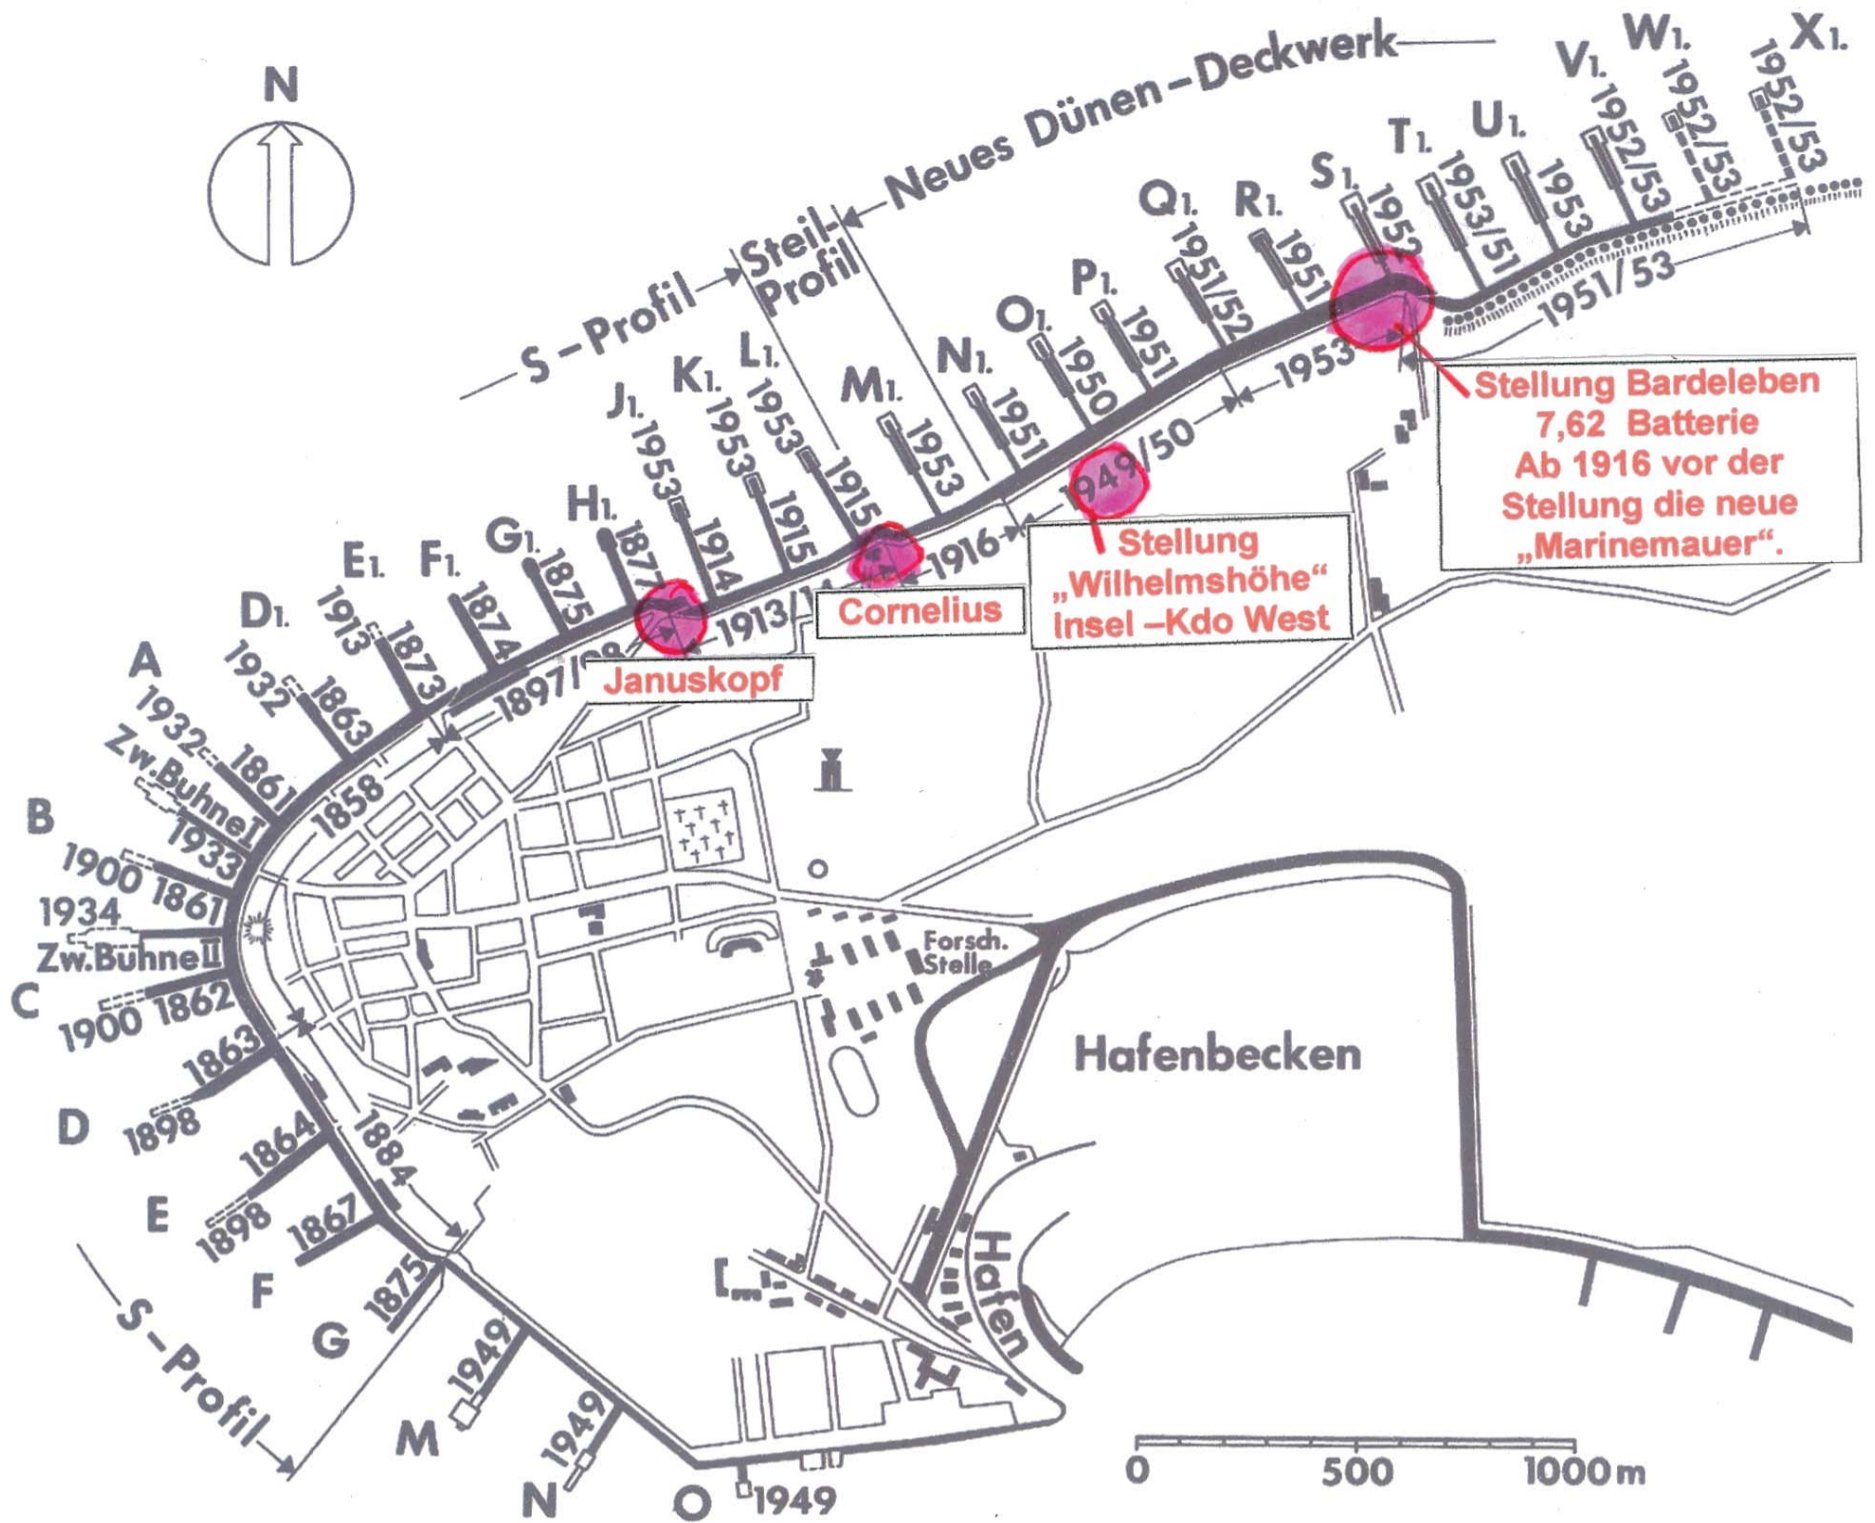 N
Neues Dünen-Deckwerk
S-Profil
Steil-
Profil
X1.
1952/53
W1.
1952/53
V1.
1952/53
U1.
1953
T1.
1953/51
S1.
1952
R1.
1951
Q1.
1951/52
P1.
1951
O1.
1950
N1.
1951
M1.
1953
L1.
1953
1915
K1.
1953
1915
J1.
1953
1914
H1.
1877
G1.
1875
F1.
1874
E1.
1913
1873
D1.
1932
1863
A
1932
1861
Zw.Buhne I
1933
B
1900 1861
1934
Zw.Buhne II
C
1900 1862
D
1863
1898
E
1864
1898
F
1867
G
1875
S-Profil
M
1949
N
1949
O
1949
1858
1884
1897/98
1913/1
1916
1949/50
1953
1951/53
Stellung Bardeleben
7,62 Batterie
Ab 1916 vor der
Stellung die neue
„Marinemauer“.
Stellung
„Wilhelmshöhe“
Insel –Kdo West
Cornelius
Januskopf
Forsch.
Stelle
Hafenbecken
Hafen
0 500 1000 m